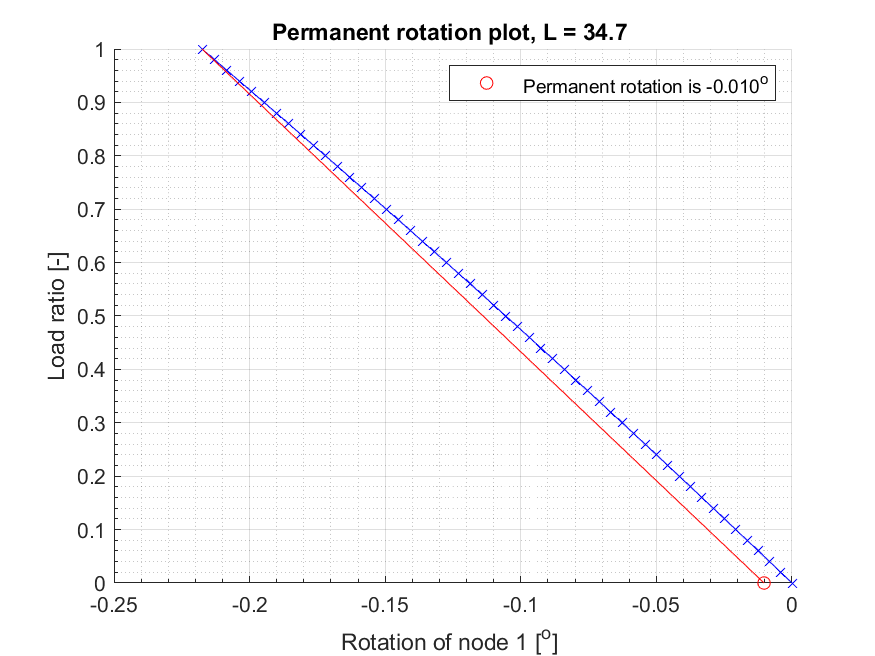 Permanent rotation plot, L = 34.7
Permanent rotation is -0.010°
1
0.9
0.8
0.7
0.6
0.5
0.4
0.3
0.2
0.1
0
Load ratio [-]
-0.25 -0.2 -0.15 -0.1 -0.05 0
Rotation of node 1 [°]